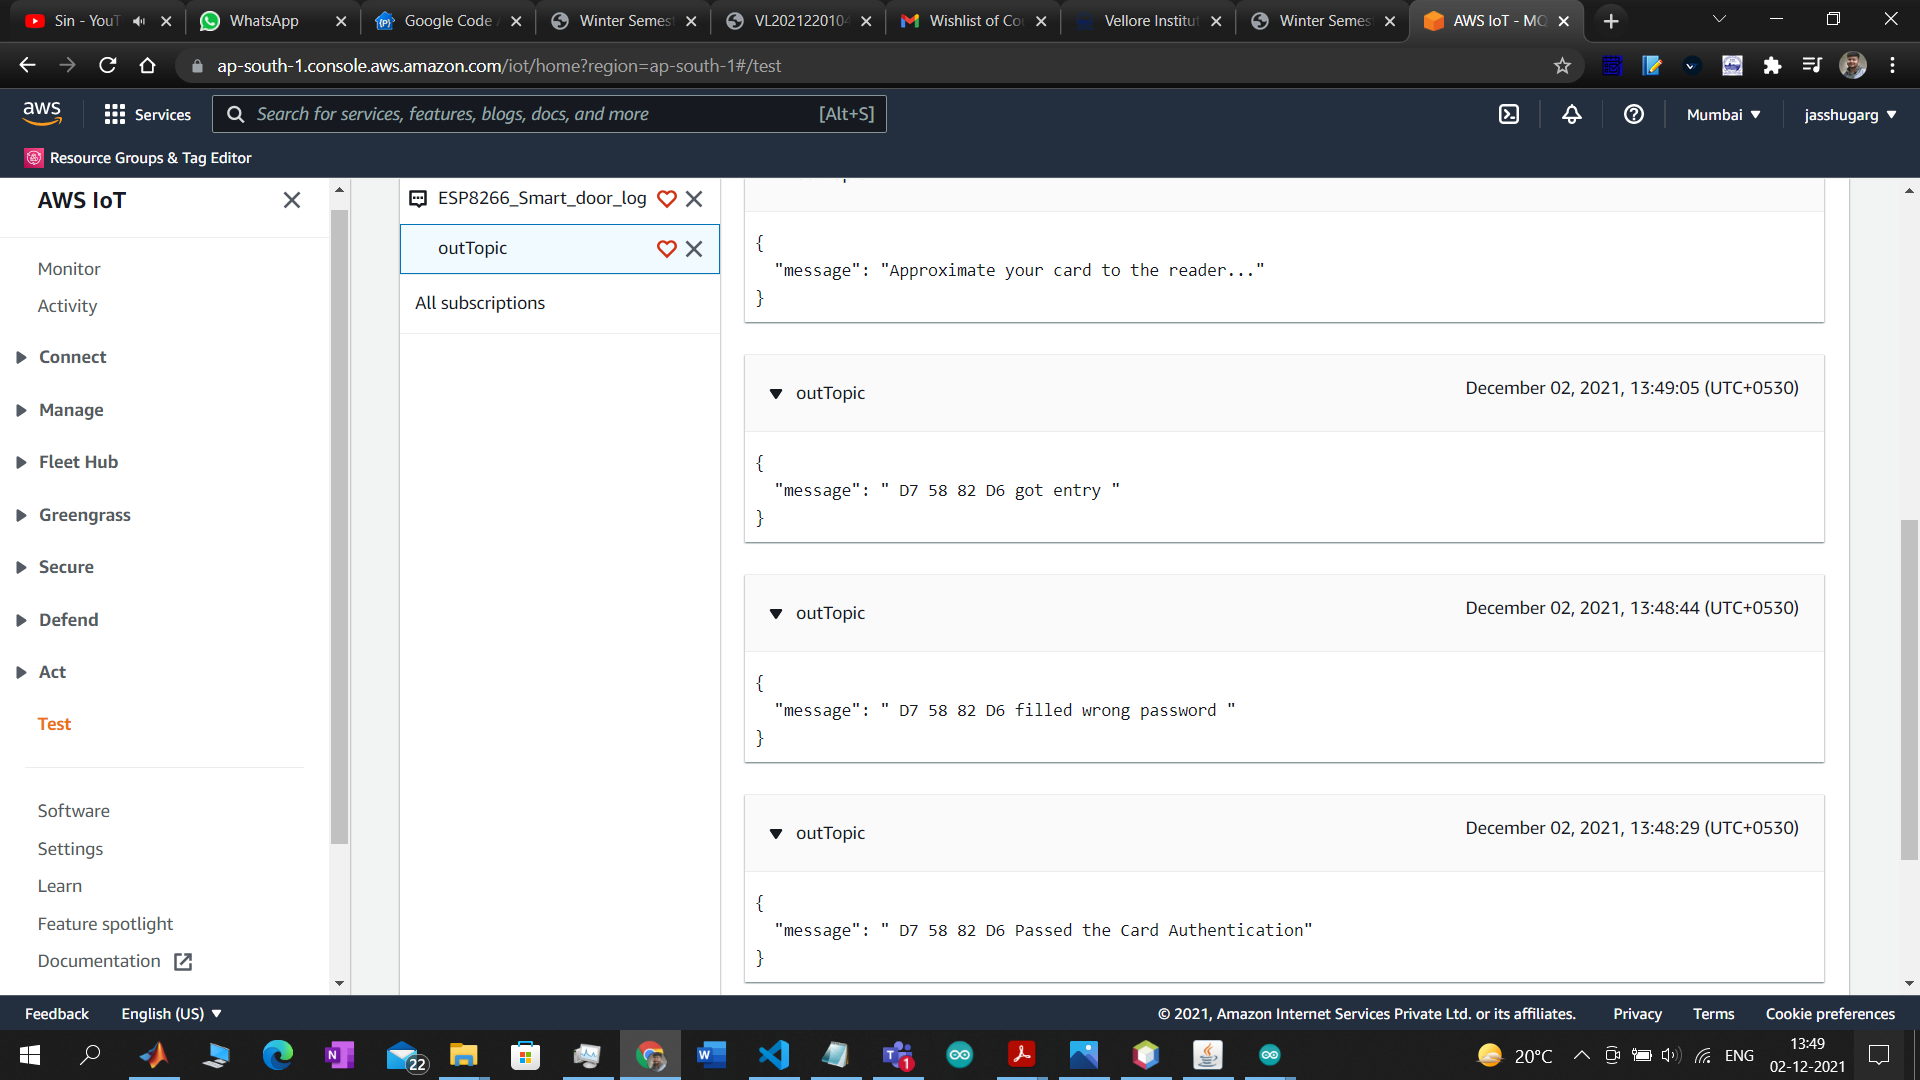 Sin - YouT
WhatsApp
Google Code
Winter Semes
VL2021220104
Wishlist of Co
Vellore Institu
Winter Semes
AWS IoT - MQ
ap-south-1.console.aws.amazon.com/iot/home?region=ap-south-1#/test
aws
Services
Search for services, features, blogs, docs, and more
[Alt+S]
Mumbai
jasshugarg
Resource Groups & Tag Editor
AWS IoT
Monitor
Activity
Connect
Manage
Fleet Hub
Greengrass
Secure
Defend
Act
Test
Software
Settings
Learn
Feature spotlight
Documentation
ESP8266_Smart_door_log
outTopic
All subscriptions
{
"message": "Approximate your card to the reader..."
}
outTopic
December 02, 2021, 13:49:05 (UTC+0530)
{
"message": " D7 58 82 D6 got entry "
}
outTopic
December 02, 2021, 13:48:44 (UTC+0530)
{
"message": " D7 58 82 D6 filled wrong password "
}
outTopic
December 02, 2021, 13:48:29 (UTC+0530)
{
"message": " D7 58 82 D6 Passed the Card Authentication"
}
Feedback
English (US)
© 2021, Amazon Internet Services Private Ltd. or its affiliates.
Privacy
Terms
Cookie preferences
22
1
20°C
ENG
13:49
02-12-2021